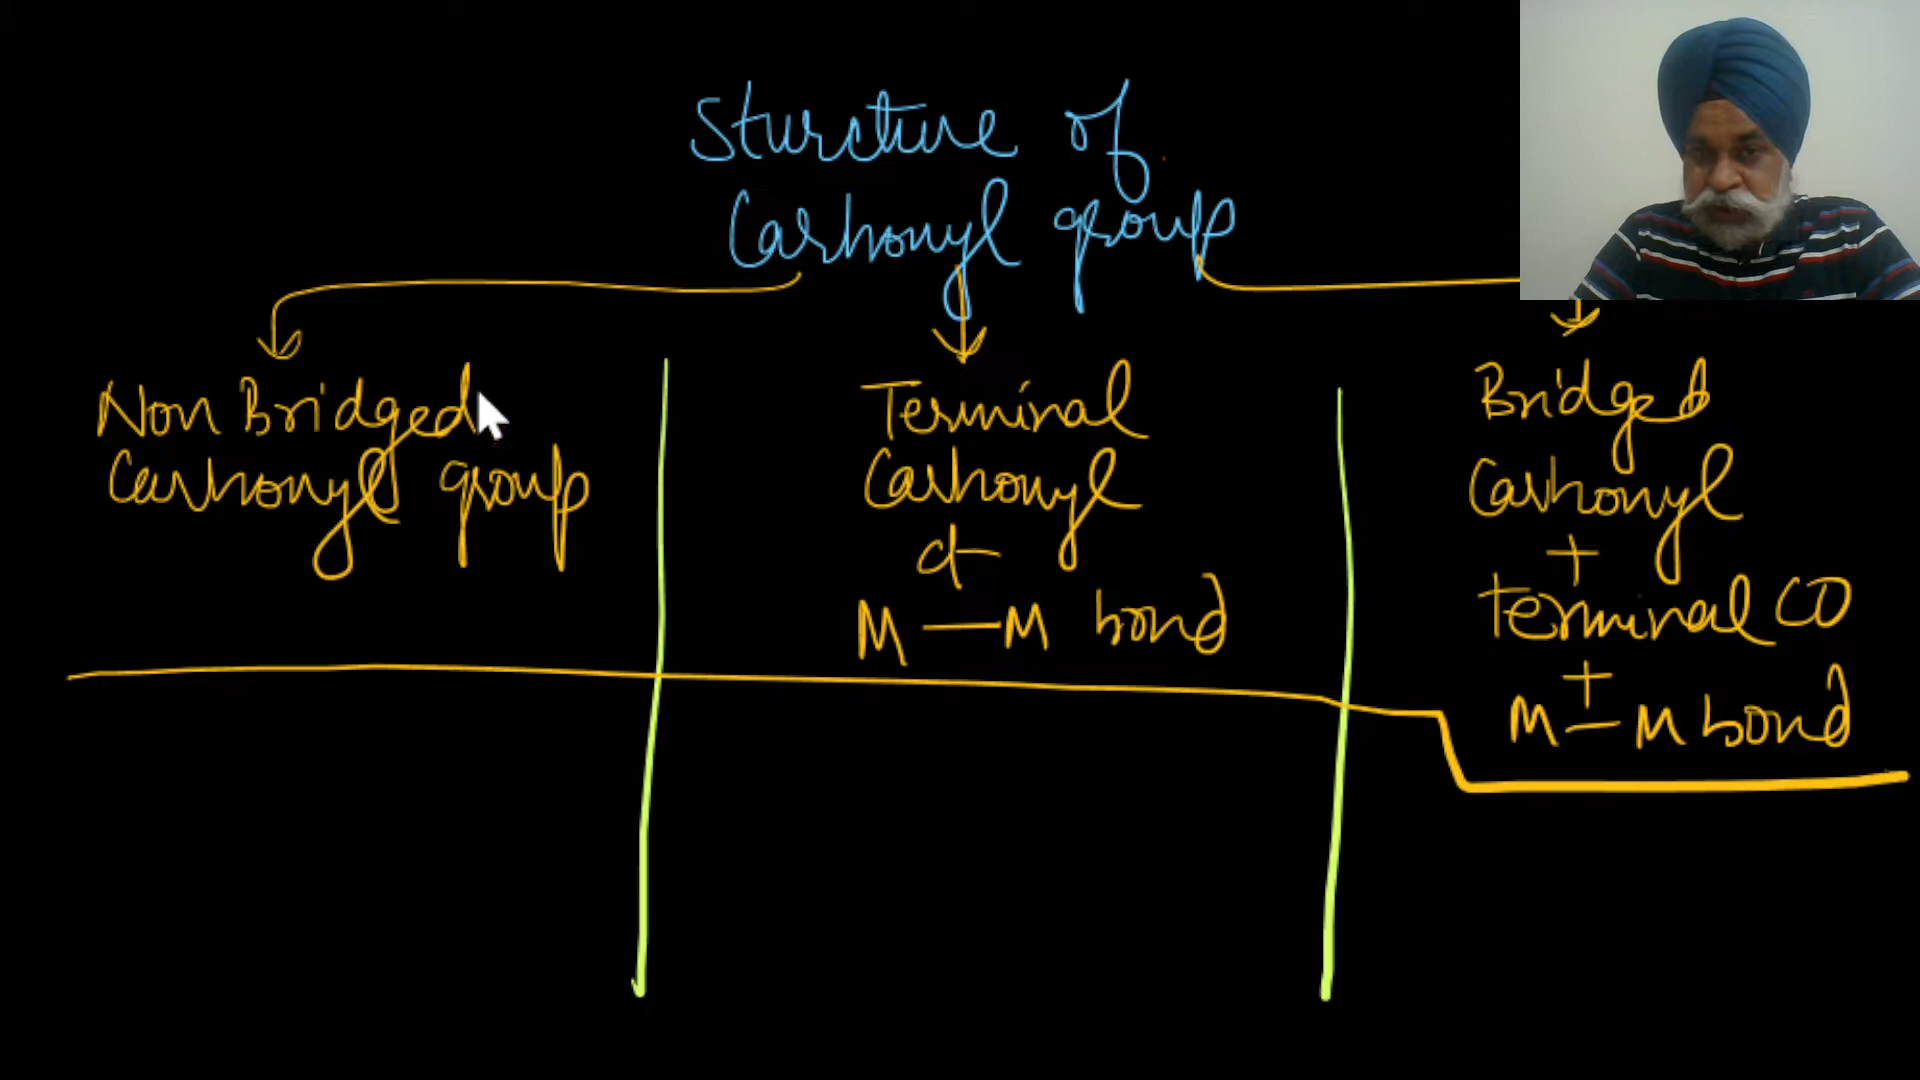 Sturcture of
Carbonyl group
Non Bridged
Carbonyl group
Terminal
Carbonyl
&
M — M bond
Bridged
Carbonyl
+
terminal CO
+
M — M bond